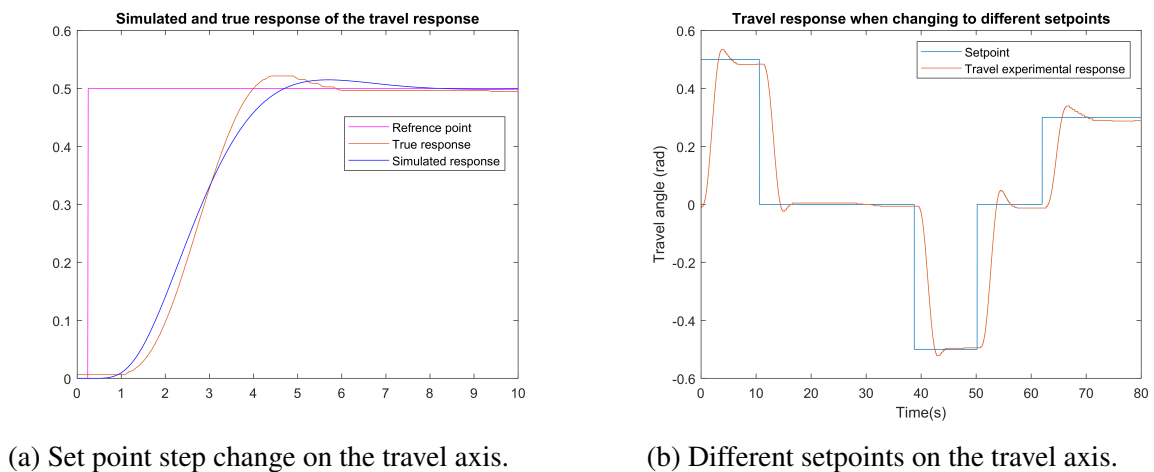 Simulated and true response of the travel response
0.6
0.5
0.4
0.3
0.2
0.1
0
0 1 2 3 4 5 6 7 8 9 10
Refrence point
True response
Simulated response
(a) Set point step change on the travel axis.
Travel response when changing to different setpoints
0.6
0.4
0.2
0
-0.2
-0.4
-0.6
Travel angle (rad)
0 10 20 30 40 50 60 70 80
Time(s)
Setpoint
Travel experimental response
(b) Different setpoints on the travel axis.